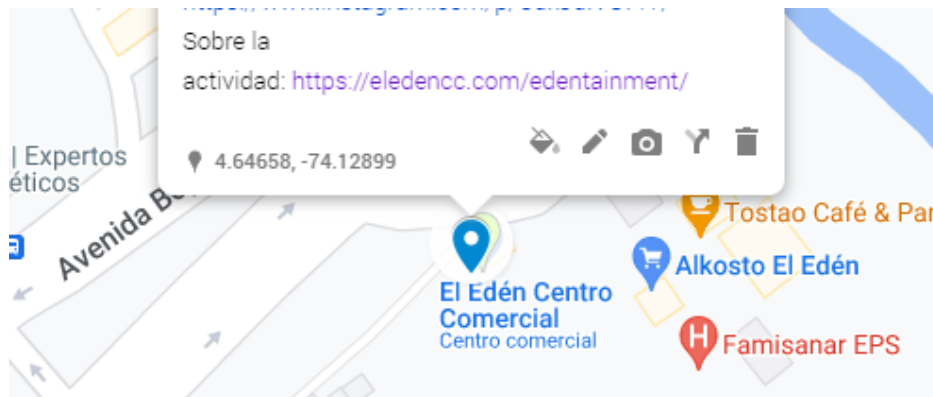 Sobre la
actividad: https://eledencc.com/edentainment/
4.64658, -74.12899
| Expertos
éticos
Avenida Bo
Tostao Café & Par
Alkosto El Edén
El Edén Centro
Comercial
Centro comercial
H Famisanar EPS